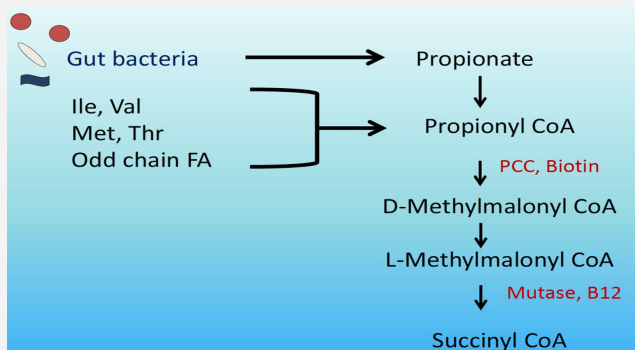 Gut bacteria
Propionate
Ile, Val
Met, Thr
Odd chain FA
Propionyl CoA
PCC, Biotin
D-Methylmalonyl CoA
L-Methylmalonyl CoA
Mutase, B12
Succinyl CoA